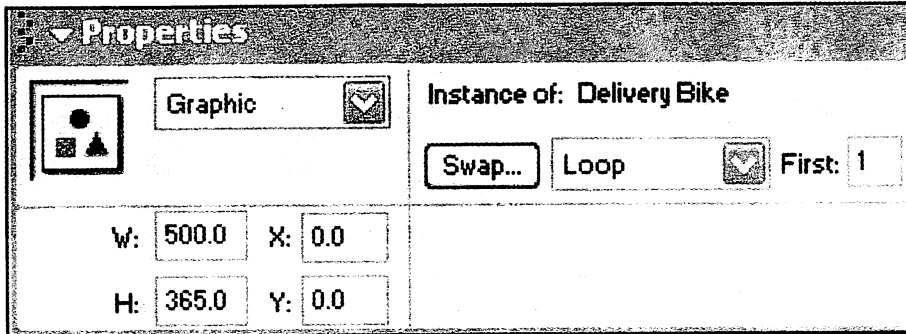 Properties
Graphic
Instance of: Delivery Bike
Swap... Loop First: 1
W: 500.0 X: 0.0
H: 365.0 Y: 0.0